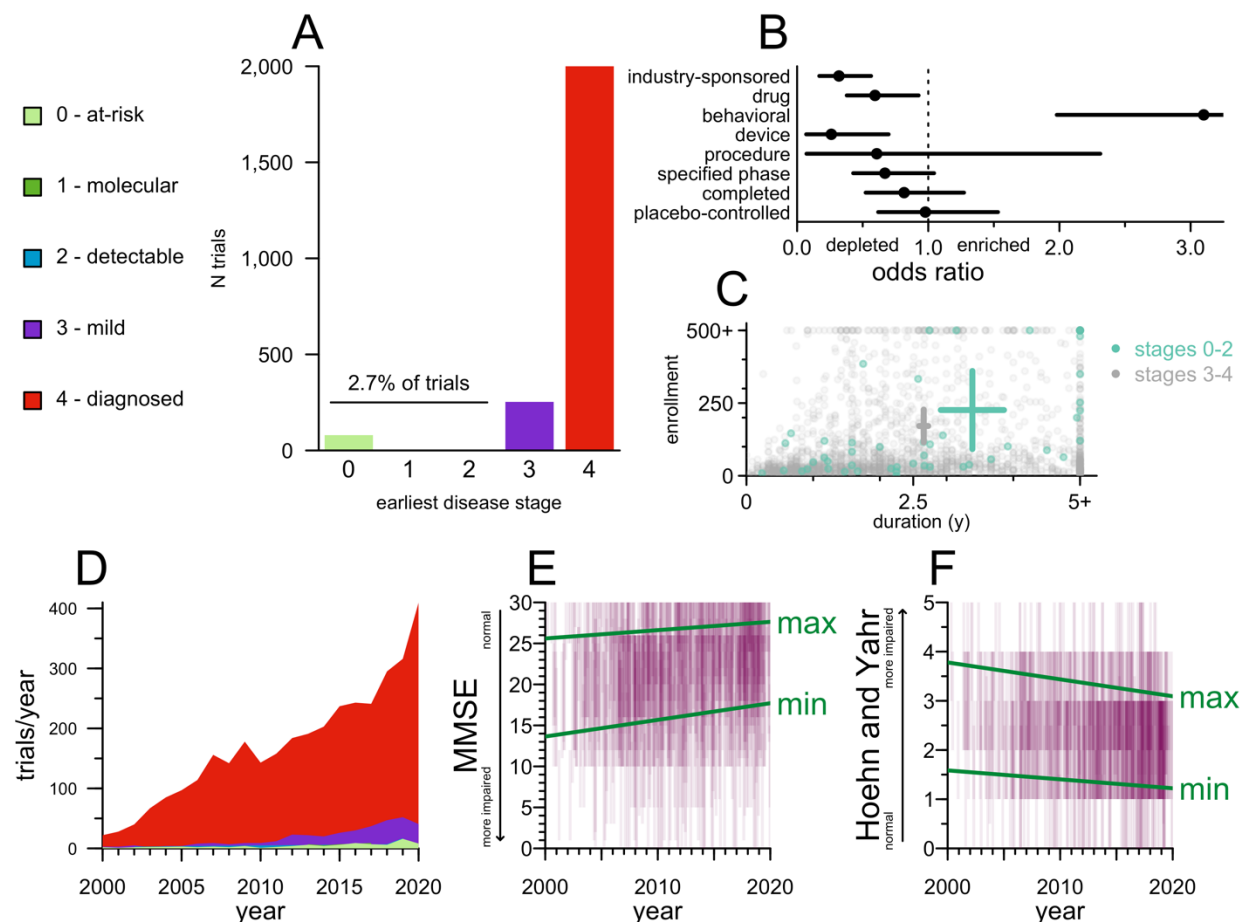 0 - at-risk
1 - molecular
2 - detectable
3 - mild
4 - diagnosed
A
2,000
1,500
1,000
500
0
N trials
2.7% of trials
0 1 2 3 4
earliest disease stage
B
industry-sponsored
drug
behavioral
device
procedure
specified phase
completed
placebo-controlled
0.0 1.0 2.0 3.0
depleted enriched
odds ratio
C
500+
250
0
enrollment
0 2.5 5+
duration (y)
stages 0-2
stages 3-4
D
400
300
200
100
0
trials/year
2000 2005 2010 2015 2020
year
E
30
25
20
15
10
5
0
MMSE
normal
more impaired
max
min
2000 2010 2020
year
F
5
4
3
2
1
0
Hoehn and Yahr
more impaired
normal
max
min
2000 2010 2020
year